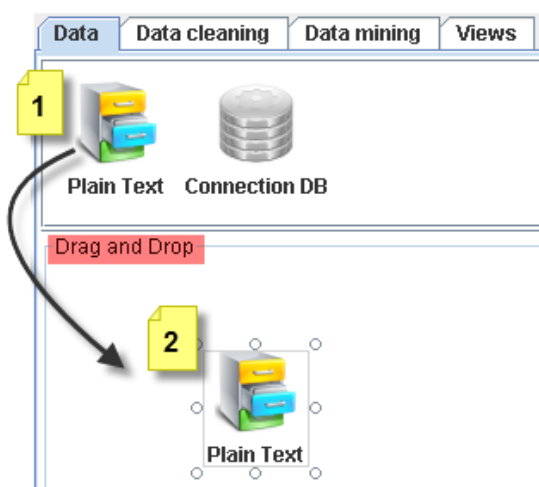 Data Data cleaning Data mining Views
1
Plain Text Connection DB
Drag and Drop
2
Plain Text